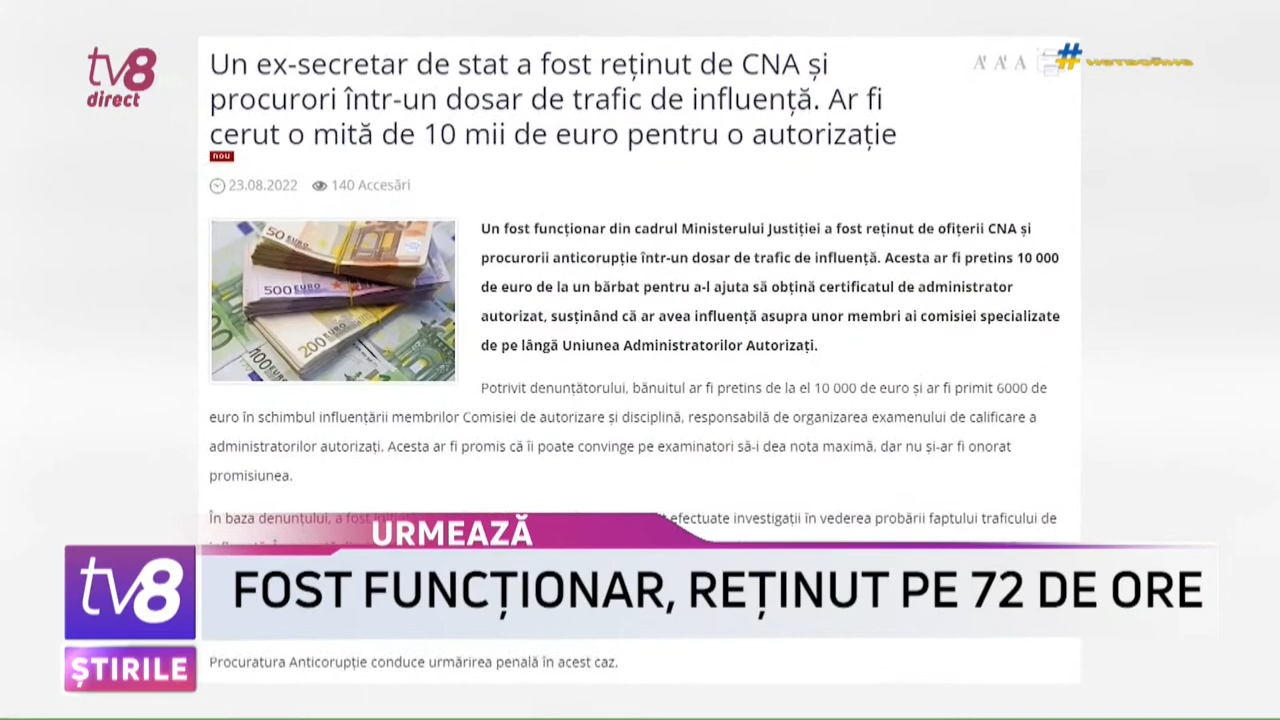 tv8
direct
Un ex-secretar de stat a fost reținut de CNA și
procurori într-un dosar de trafic de influență. Ar fi
cerut o mită de 10 mii de euro pentru o autorizație
nou
A A A
#нетвойне
23.08.2022 140 Accesări
50 EURO
500 EURO
200 EURO
100 EURO
Un fost funcționar din cadrul Ministerului Justiției a fost reținut de ofițerii CNA și
procurorii anticorupție într-un dosar de trafic de influență. Acesta ar fi pretins 10 000
de euro de la un bărbat pentru a-l ajuta să obțină certificatul de administrator
autorizat, susținând că ar avea influență asupra unor membri ai comisiei specializate
de pe lângă Uniunea Administratorilor Autorizați.
Potrivit denunțătorului, bănuitul ar fi pretins de la el 10 000 de euro și ar fi primit 6000 de
euro în schimbul influențării membrilor Comisiei de autorizare și disciplină, responsabilă de organizarea examenului de calificare a
administratorilor autorizați. Acesta ar fi promis că îi poate convinge pe examinatori să-i dea nota maximă, dar nu și-ar fi onorat
promisiunea.
În baza denunțului, a fost efectuate investigații în vederea probării faptului traficului de
URMEAZĂ
tv8
FOST FUNCȚIONAR, REȚINUT PE 72 DE ORE
ȘTIRILE
Procuratura Anticorupție conduce urmărirea penală în acest caz.